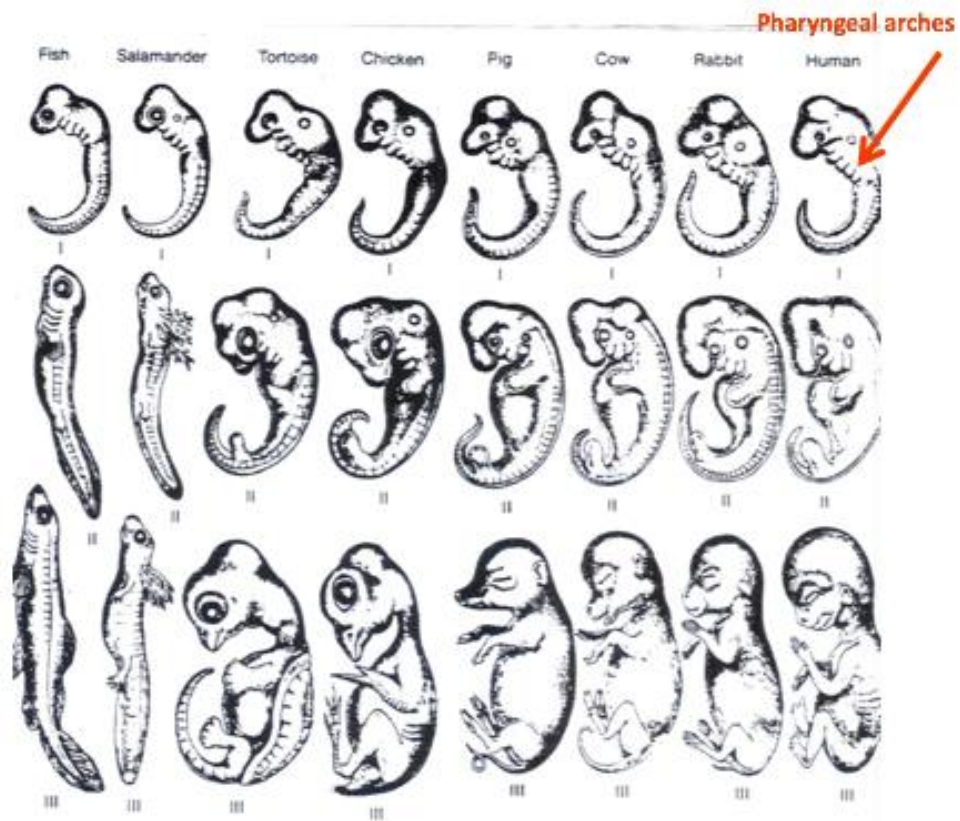 Pharyngeal arches
Fish Salamander Tortoise Chicken Pig Cow Rabbit Human
I I I I I I I I
II II II II II II II II
III III III III III III III III